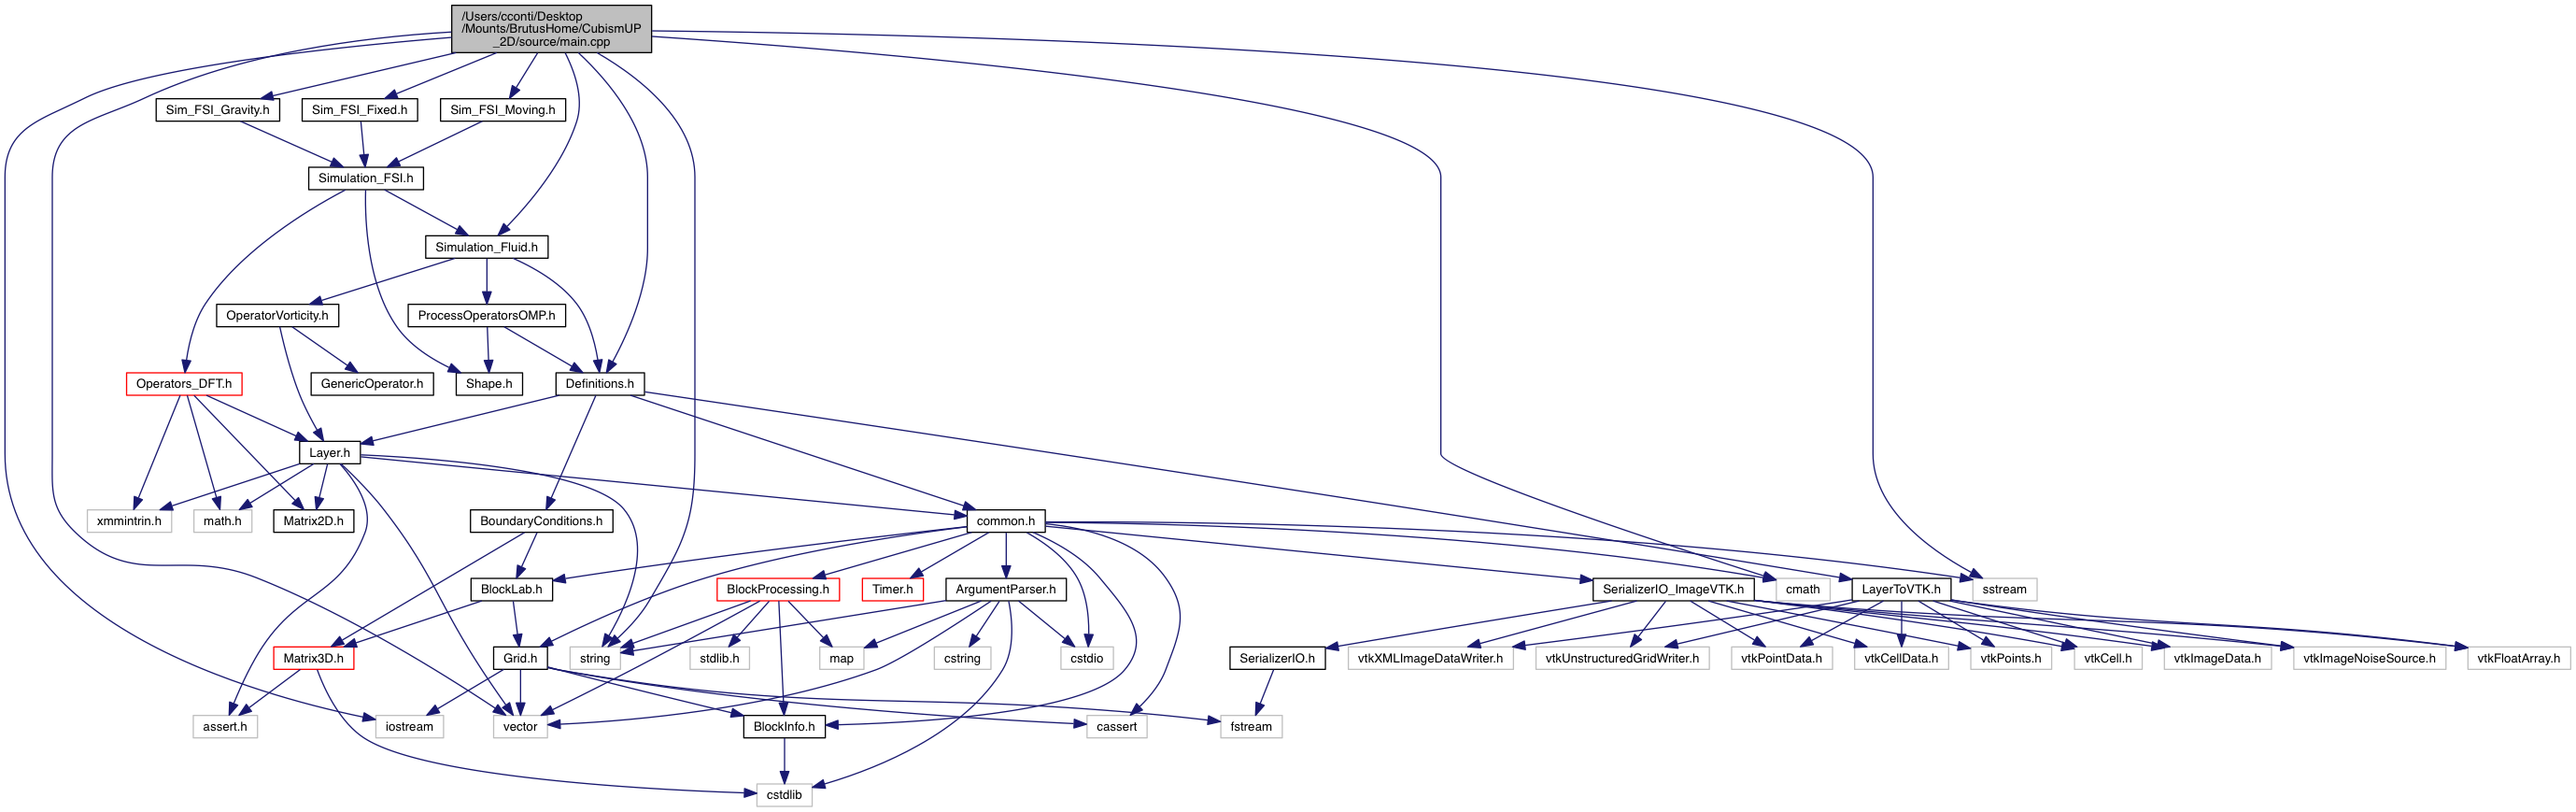 /Users/cconti/Desktop
/Mounts/BrutusHome/CubismUP
_2D/source/main.cpp
Sim_FSI_Gravity.h
Sim_FSI_Fixed.h
Sim_FSI_Moving.h
Simulation_FSI.h
Simulation_Fluid.h
OperatorVorticity.h
ProcessOperatorsOMP.h
Operators_DFT.h
GenericOperator.h
Shape.h
Definitions.h
Layer.h
xmmintrin.h
math.h
Matrix2D.h
BoundaryConditions.h
common.h
BlockLab.h
BlockProcessing.h
Timer.h
ArgumentParser.h
SerializerIO_ImageVTK.h
cmath
LayerToVTK.h
sstream
Matrix3D.h
Grid.h
string
stdlib.h
map
cstring
cstdio
SerializerIO.h
vtkXMLImageDataWriter.h
vtkUnstructuredGridWriter.h
vtkPointData.h
vtkCellData.h
vtkPoints.h
vtkCell.h
vtkImageData.h
vtkImageNoiseSource.h
vtkFloatArray.h
assert.h
iostream
vector
BlockInfo.h
cassert
fstream
cstdlib